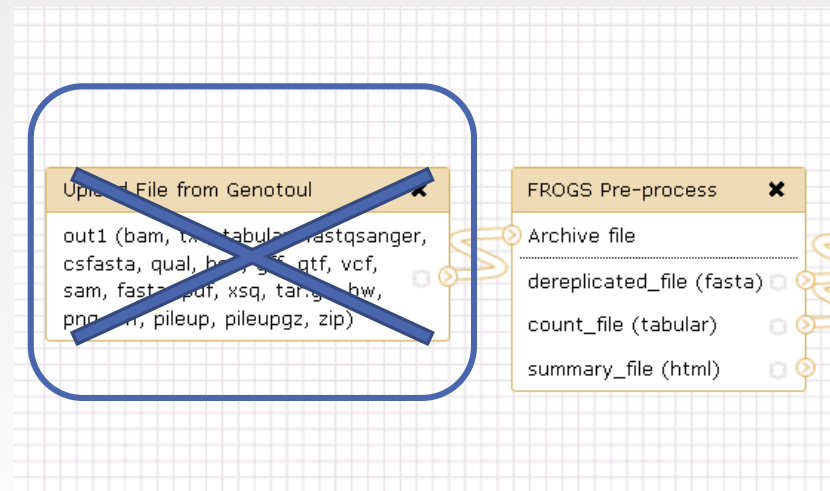 File from Genotoul
out1 (bam, tabular, fastqsanger,
csfasta, qual, gtf, vcf,
sam, xsq, bw,
pileup, pileupgz, zip)
FROGS Pre-process
Archive file
dereplicated_file (fasta)
count_file (tabular)
summary_file (html)